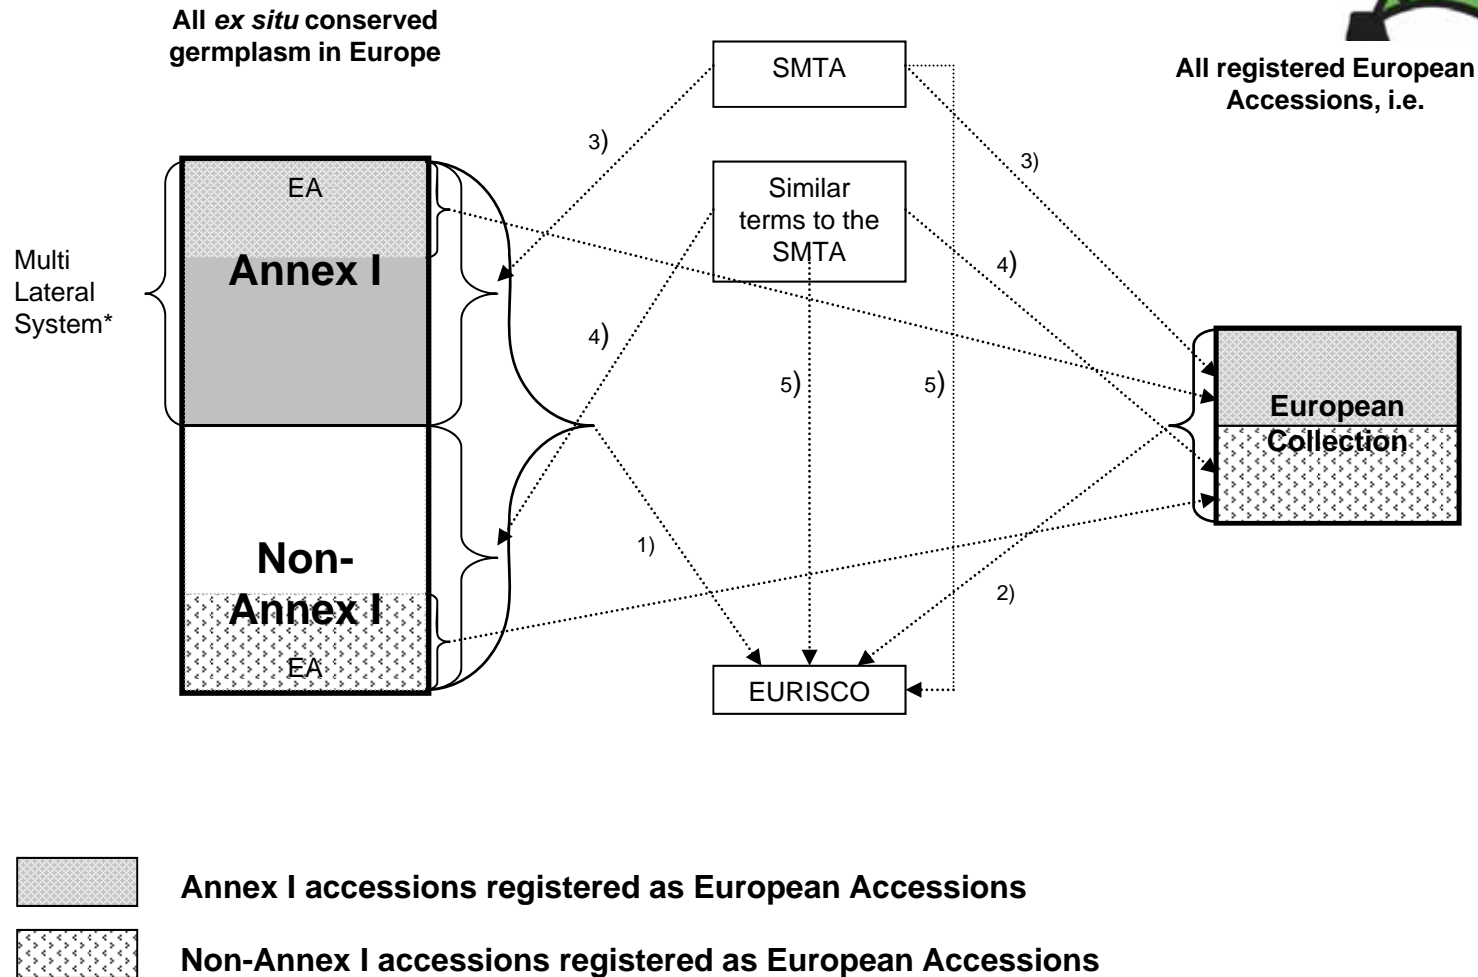 All ex situ conserved
germplasm in Europe
SMTA
All registered European
Accessions, i.e.
3)
3)
EA
Similar
terms to the
SMTA
Multi
Lateral
System*
Annex I
4)
4)
5)
5)
European
Collection
Non-
Annex I
EA
1)
2)
EURISCO
Annex I accessions registered as European Accessions
Non-Annex I accessions registered as European Accessions